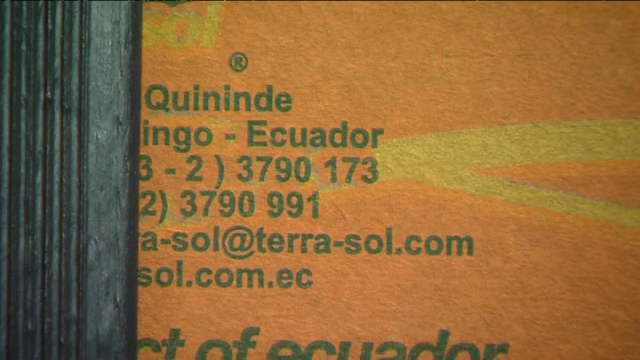 sol
®
Quininde
ingo - Ecuador
3 - 2 ) 3790 173
2) 3790 991
a-sol@terra-sol.com
sol.com.ec
ct of ecuador